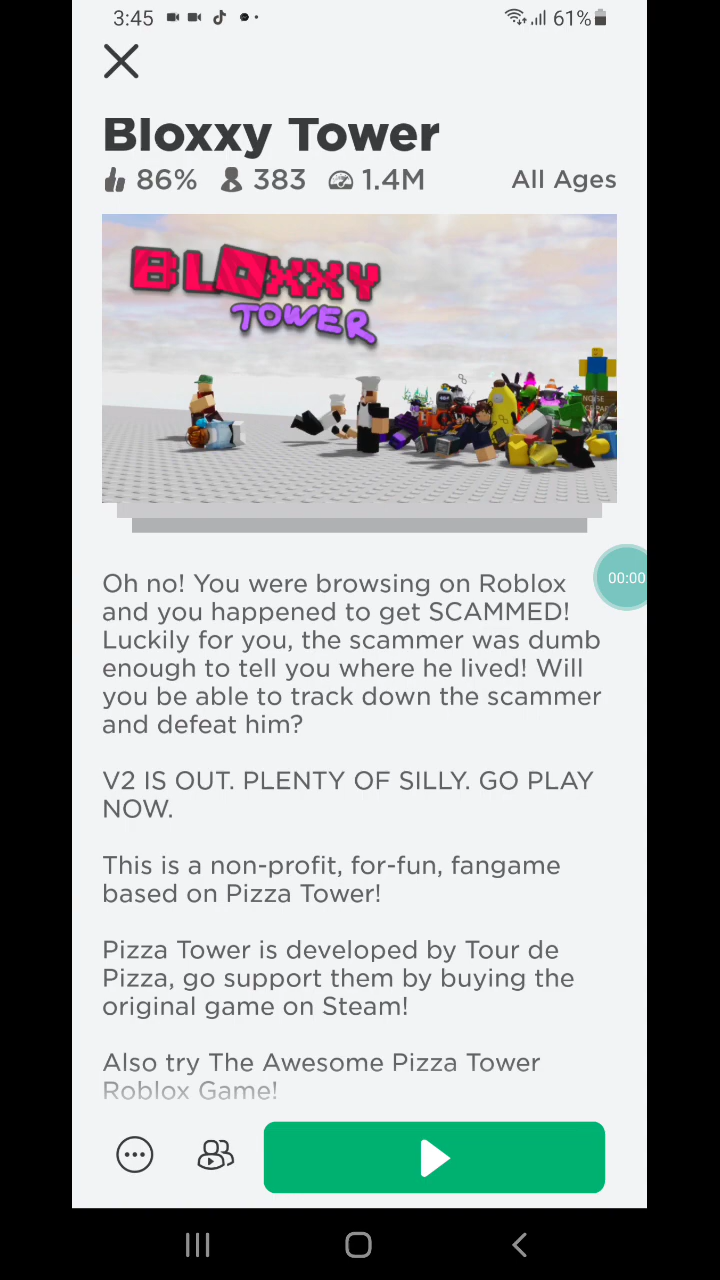 3:45
61%
Bloxxy Tower
86% 383 1.4M All Ages
BLOXXY
TOWER
NOISE
00:00
Oh no! You were browsing on Roblox
and you happened to get SCAMMED!
Luckily for you, the scammer was dumb
enough to tell you where he lived! Will
you be able to track down the scammer
and defeat him?
V2 IS OUT. PLENTY OF SILLY. GO PLAY
NOW.
This is a non-profit, for-fun, fangame
based on Pizza Tower!
Pizza Tower is developed by Tour de
Pizza, go support them by buying the
original game on Steam!
Also try The Awesome Pizza Tower
Roblox Game!